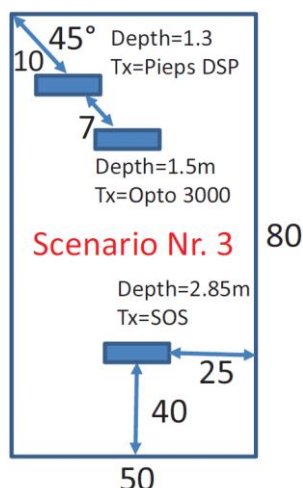 45° Depth=1.3
10 Tx=Pieps DSP
7
Depth=1.5m
Tx=Opto 3000
Scenario Nr. 3 80
Depth=2.85m
Tx=SOS
25
40
50